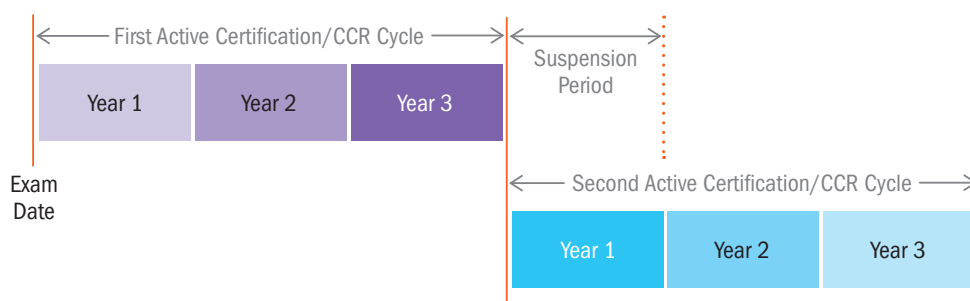 First Active Certification/CCR Cycle
Suspension
Period
Year 1
Year 2
Year 3
Exam
Date
Second Active Certification/CCR Cycle
Year 1
Year 2
Year 3